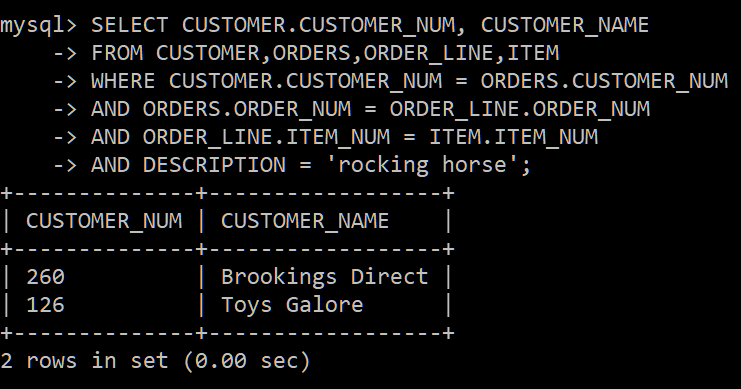 mysql> SELECT CUSTOMER.CUSTOMER_NUM, CUSTOMER_NAME
    -> FROM CUSTOMER,ORDERS,ORDER_LINE,ITEM
    -> WHERE CUSTOMER.CUSTOMER_NUM = ORDERS.CUSTOMER_NUM
    -> AND ORDERS.ORDER_NUM = ORDER_LINE.ORDER_NUM
    -> AND ORDER_LINE.ITEM_NUM = ITEM.ITEM_NUM
    -> AND DESCRIPTION = 'rocking horse';
+--------------+------------------+
| CUSTOMER_NUM | CUSTOMER_NAME    |
+--------------+------------------+
| 260          | Brookings Direct |
| 126          | Toys Galore      |
+--------------+------------------+
2 rows in set (0.00 sec)